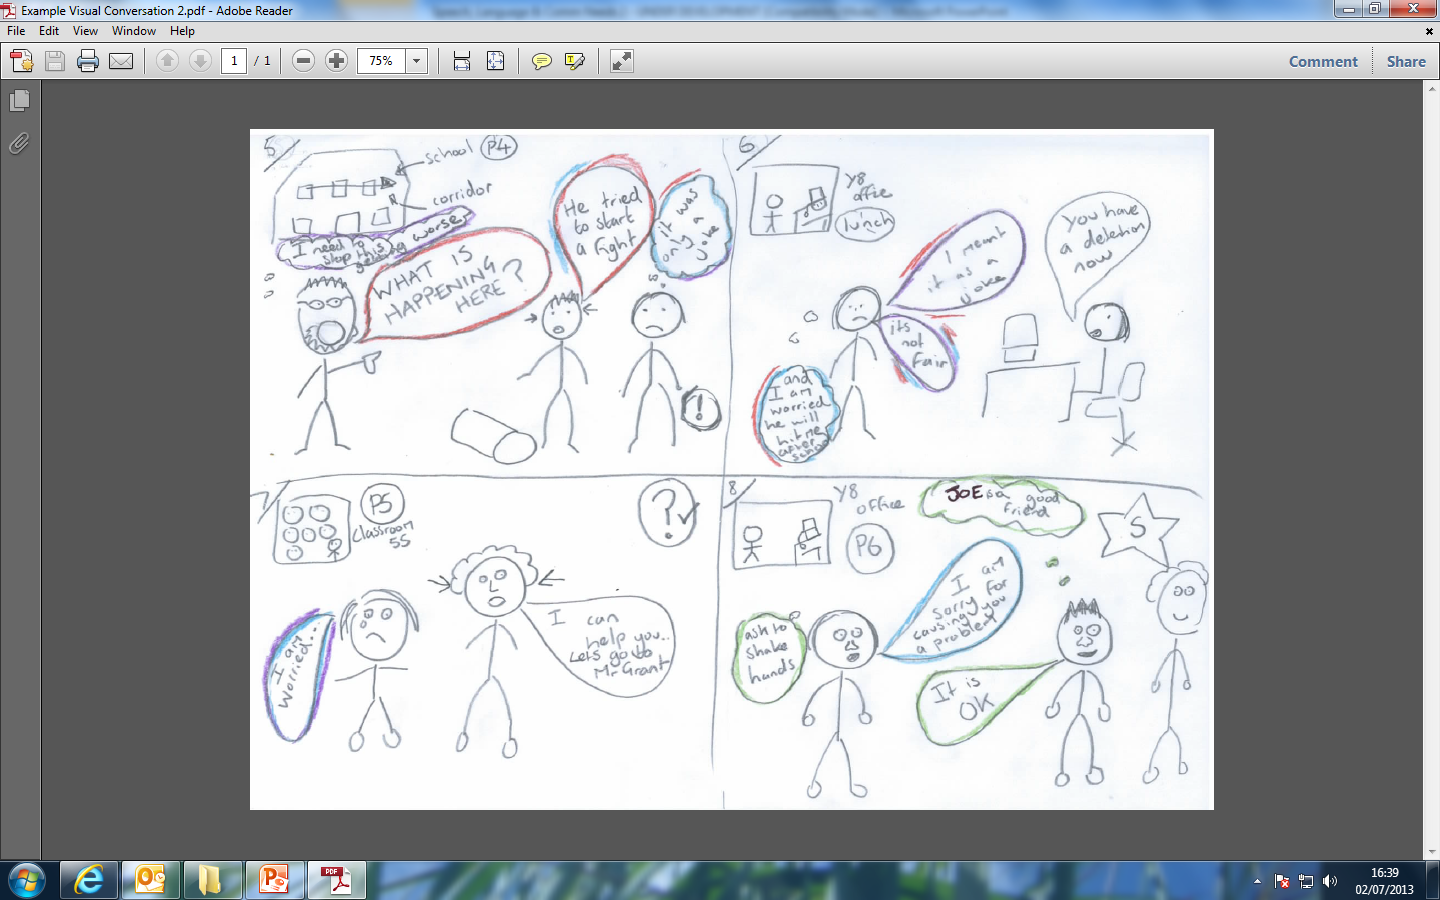 Example Visual Conversation 2.pdf - Adobe Reader
File Edit View Window Help
1 / 1
75%
Comment
Share
5/
school
P4
corridor
I need to
stop this
getting worse
WHAT IS
HAPPENING
HERE?
He tried
to start
a fight
it was
only a
joke
!
6/
Y8
office
lunch
I meant
it as a
joke
its
not
fair
and
I am
worried
he will
hit me
after
school
You have
a detetion
now
7/
P5
Classroom
55
?
I am
worried...
I can
help you..
Lets go to
Mr Grant
8/
Y8
office
P6
JOE is a good
friend
S
ask to
shake
hands
I am
sorry for
causing you
a problem
It is
OK
PDF
16:39
02/07/2013